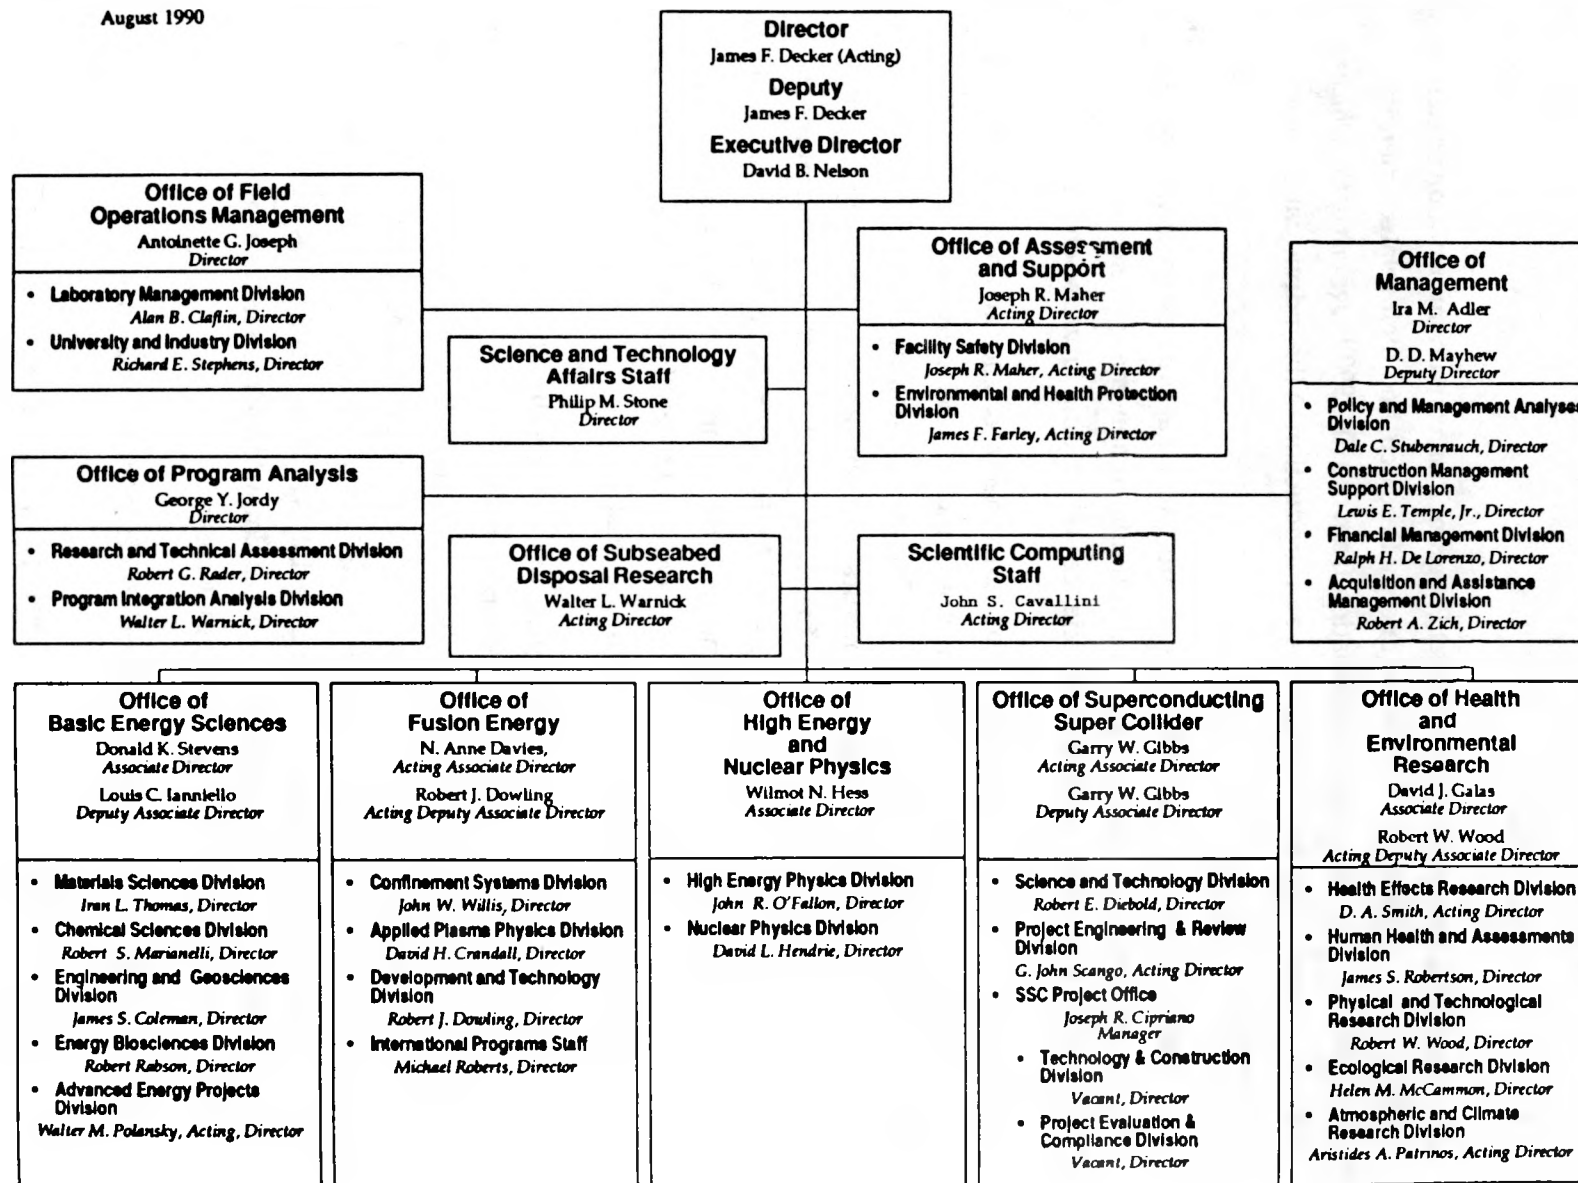 August 1990
Director
James F. Decker (Acting)
Deputy
James F. Decker
Executive Director
David B. Nelson
Office of Field
Operations Management
Antoinette G. Joseph
Director
• Laboratory Management Division
Alan B. Claflin, Director
• University and Industry Division
Richard E. Stephens, Director
Science and Technology
Affairs Staff
Philip M. Stone
Director
Office of Assessment
and Support
Joseph R. Maher
Acting Director
• Facility Safety Division
Joseph R. Maher, Acting Director
• Environmental and Health Protection
Division
James F. Farley, Acting Director
Office of
Management
Ira M. Adler
Director
D. D. Mayhew
Deputy Director
• Policy and Management Analyses
Division
Dale C. Stubenrauch, Director
• Construction Management
Support Division
Lewis E. Temple, Jr., Director
• Financial Management Division
Ralph H. De Lorenzo, Director
• Acquisition and Assistance
Management Division
Robert A. Zich, Director
Office of Program Analysis
George Y. Jordy
Director
• Research and Technical Assessment Division
Robert G. Rader, Director
• Program Integration Analysis Division
Walter L. Warnick, Director
Office of Subseabed
Disposal Research
Walter L. Warnick
Acting Director
Scientific Computing
Staff
John S. Cavallini
Acting Director
Office of
Basic Energy Sciences
Donald K. Stevens
Associate Director
Louis C. Ianniello
Deputy Associate Director
• Materials Sciences Division
Iran L. Thomas, Director
• Chemical Sciences Division
Robert S. Marianelli, Director
• Engineering and Geosciences
Division
James S. Coleman, Director
• Energy Biosciences Division
Robert Rabson, Director
• Advanced Energy Projects
Division
Walter M. Polansky, Acting, Director
Office of
Fusion Energy
N. Anne Davies,
Acting Associate Director
Robert J. Dowling
Acting Deputy Associate Director
• Confinement Systems Division
John W. Willis, Director
• Applied Plasma Physics Division
David H. Crandall, Director
• Development and Technology
Division
Robert J. Dowling, Director
• International Programs Staff
Michael Roberts, Director
Office of
High Energy
and
Nuclear Physics
Wilmot N. Hess
Associate Director
• High Energy Physics Division
John R. O'Fallon, Director
• Nuclear Physics Division
David L. Hendrie, Director
Office of Superconducting
Super Collider
Garry W. Gibbs
Acting Associate Director
Garry W. Gibbs
Deputy Associate Director
• Science and Technology Division
Robert E. Diebold, Director
• Project Engineering & Review
Division
G. John Scango, Acting Director
• SSC Project Office
Joseph R. Cipriano
Manager
• Technology & Construction
Division
Vacant, Director
• Project Evaluation &
Compliance Division
Vacant, Director
Office of Health
and
Environmental
Research
David J. Galas
Associate Director
Robert W. Wood
Acting Deputy Associate Director
• Health Effects Research Division
D. A. Smith, Acting Director
• Human Health and Assessments
Division
James S. Robertson, Director
• Physical and Technological
Research Division
Robert W. Wood, Director
• Ecological Research Division
Helen M. McCammon, Director
• Atmospheric and Climate
Research Division
Aristides A. Patrinos, Acting Director